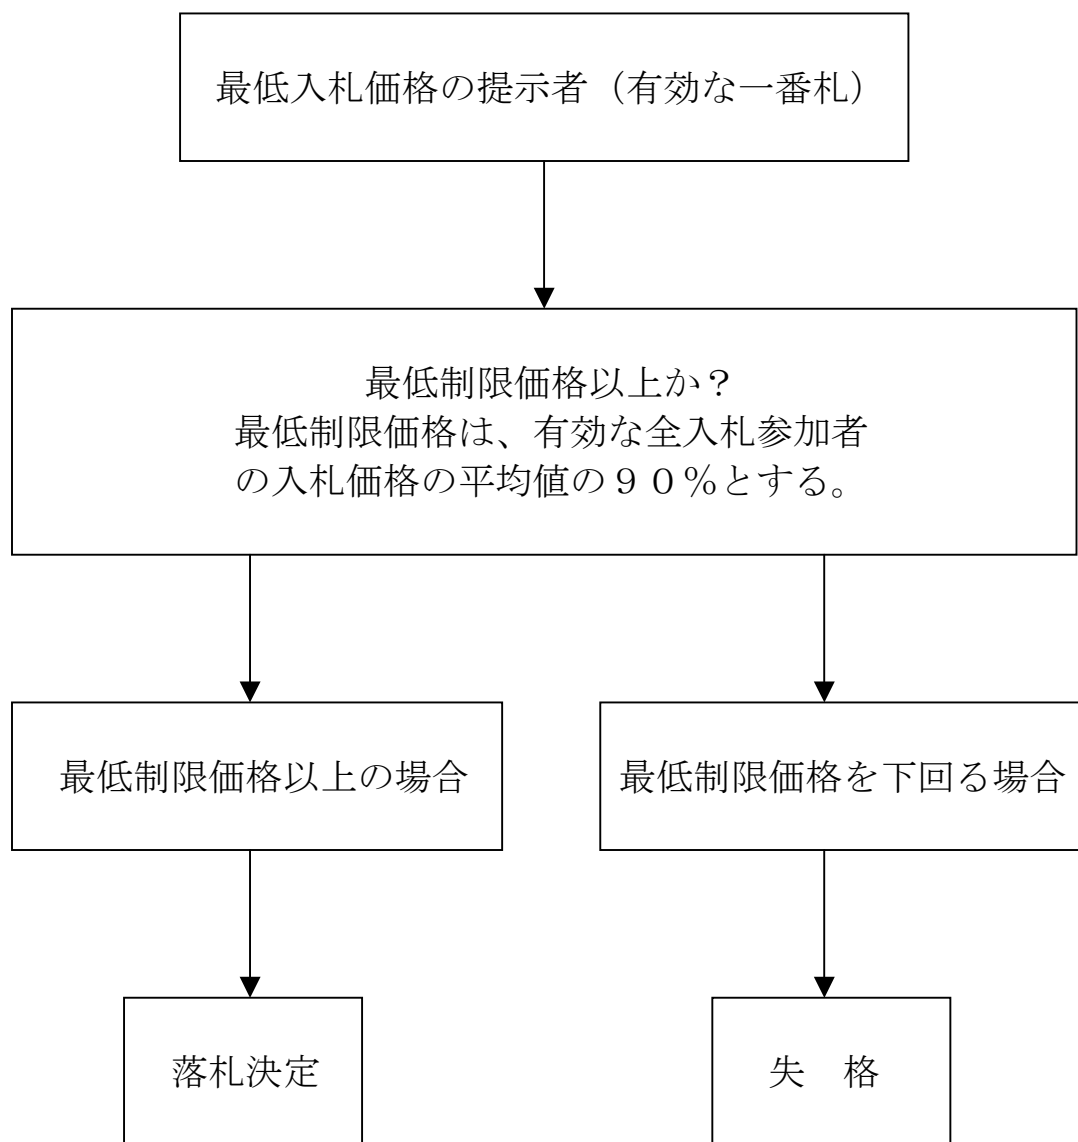 最低入札価格の提示者（有効な一番札）
最低制限価格以上か？
最低制限価格は、有効な全入札参加者
の入札価格の平均値の９０％とする。
最低制限価格以上の場合
最低制限価格を下回る場合
落札決定
失　格